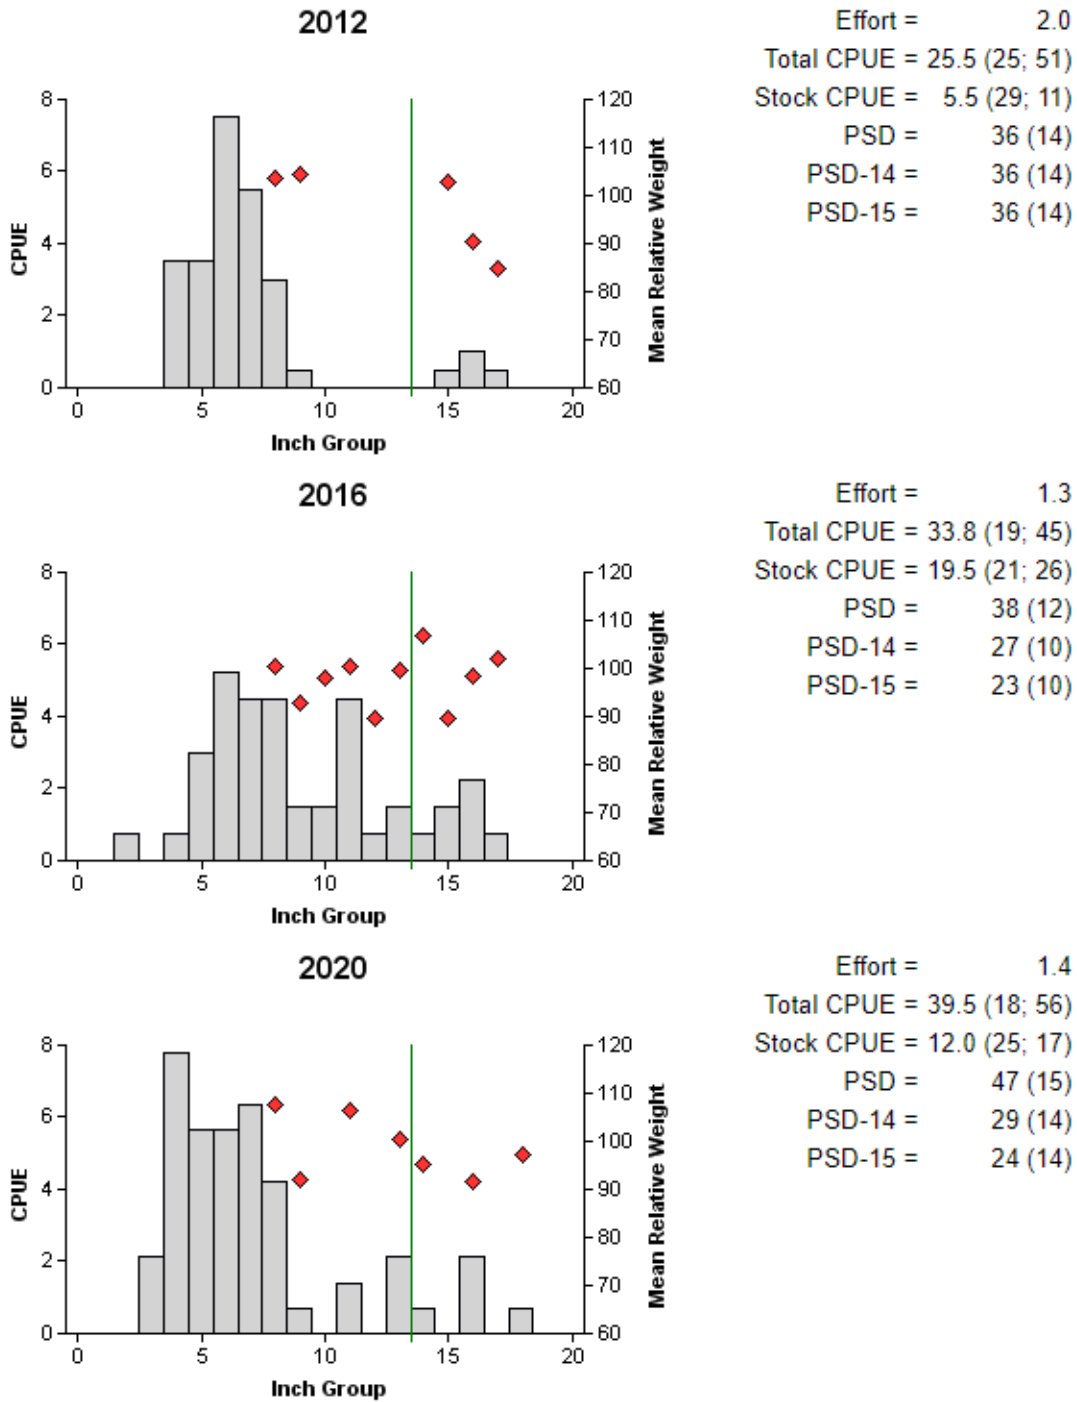 2012
Effort = 2.0
Total CPUE = 25.5 (25; 51)
Stock CPUE = 5.5 (29; 11)
PSD = 36 (14)
PSD-14 = 36 (14)
PSD-15 = 36 (14)
8 6 4 2 0
CPUE
120 110 100 90 80 70 60
Mean Relative Weight
0 5 10 15 20
Inch Group
2016
Effort = 1.3
Total CPUE = 33.8 (19; 45)
Stock CPUE = 19.5 (21; 26)
PSD = 38 (12)
PSD-14 = 27 (10)
PSD-15 = 23 (10)
8 6 4 2 0
CPUE
120 110 100 90 80 70 60
Mean Relative Weight
0 5 10 15 20
Inch Group
2020
Effort = 1.4
Total CPUE = 39.5 (18; 56)
Stock CPUE = 12.0 (25; 17)
PSD = 47 (15)
PSD-14 = 29 (14)
PSD-15 = 24 (14)
8 6 4 2 0
CPUE
120 110 100 90 80 70 60
Mean Relative Weight
0 5 10 15 20
Inch Group